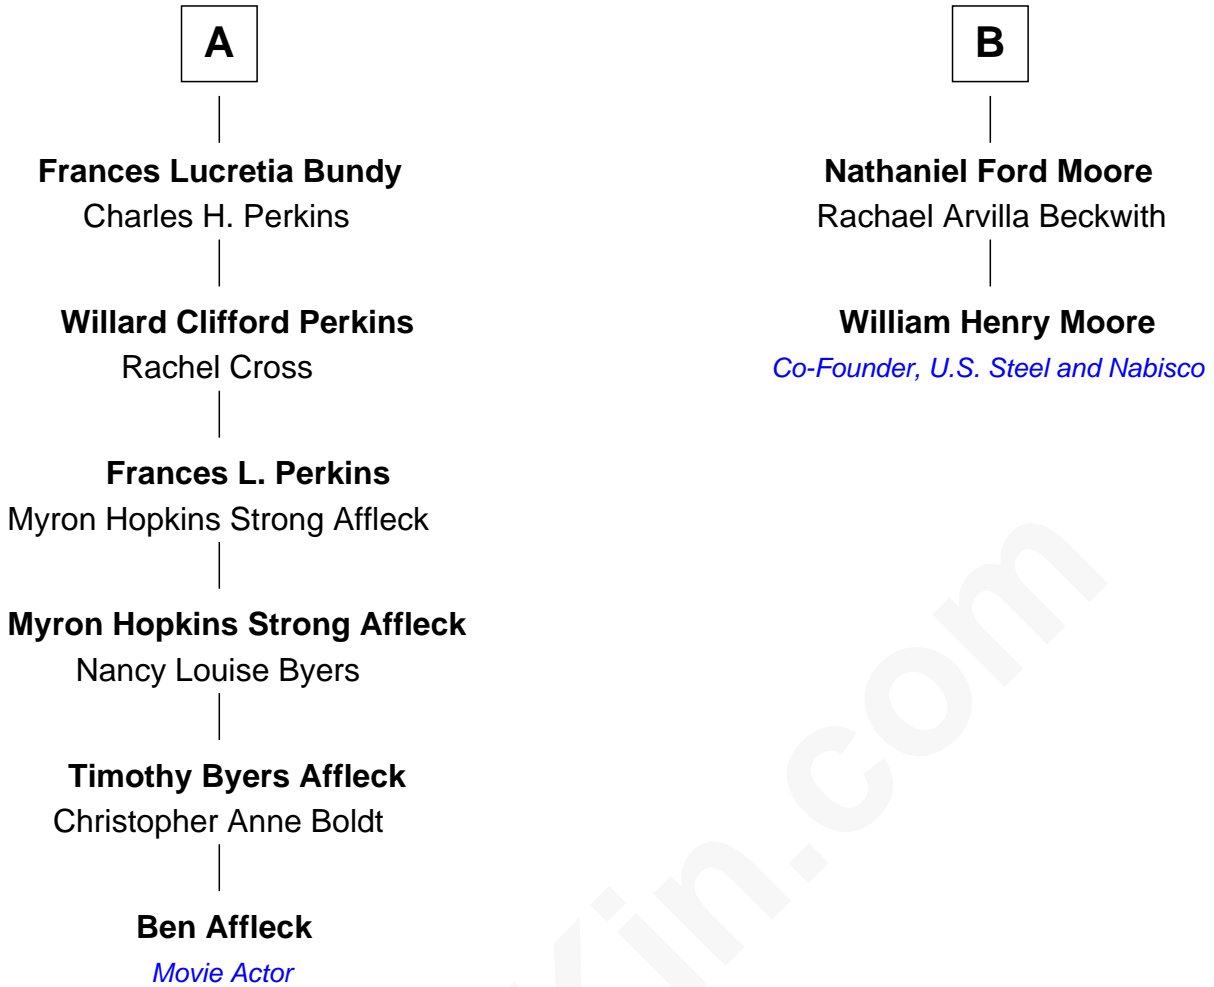 A
Frances Lucretia Bundy
Charles H. Perkins
Willard Clifford Perkins
Rachel Cross
Frances L. Perkins
Myron Hopkins Strong Affleck
Myron Hopkins Strong Affleck
Nancy Louise Byers
Timothy Byers Affleck
Christopher Anne Boldt
Ben Affleck
Movie Actor
B
Nathaniel Ford Moore
Rachael Arvilla Beckwith
William Henry Moore
Co-Founder, U.S. Steel and Nabisco
Kin.com